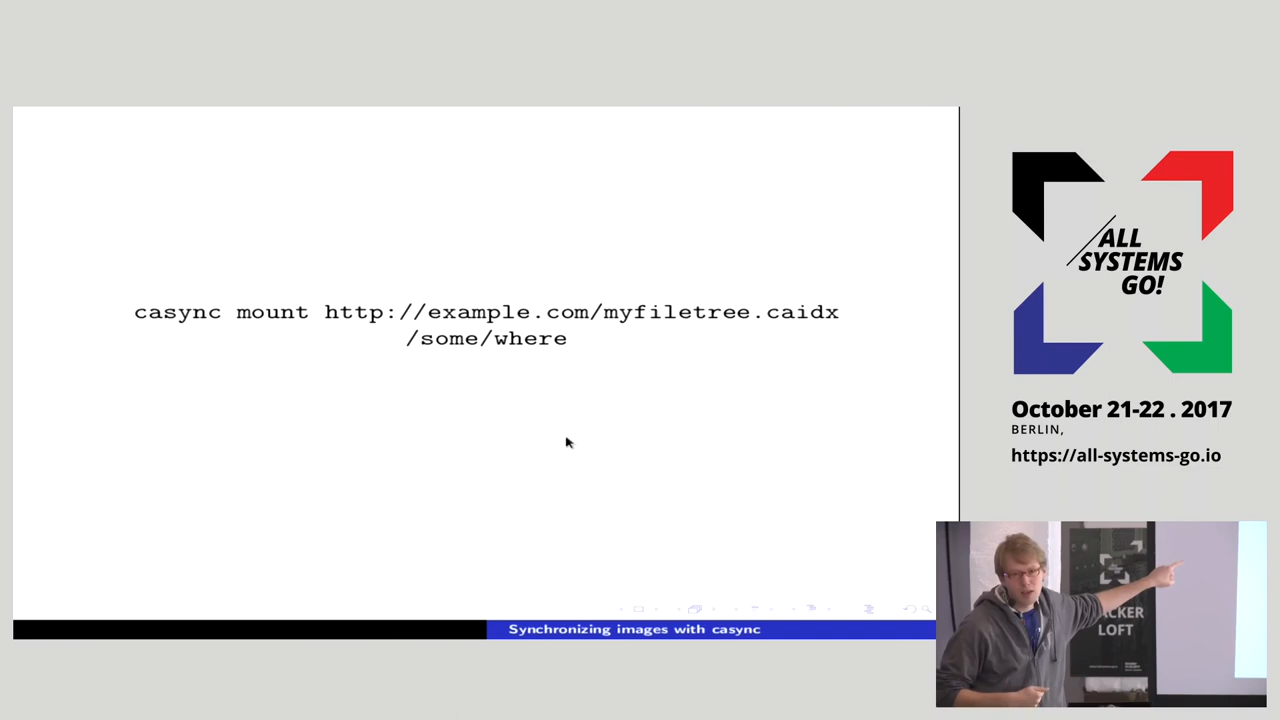 casync mount http://example.com/myfiletree.caidx
/some/where
Synchronizing images with casync
ALL
SYSTEMS
GO!
October 21-22 . 2017
BERLIN,
https://all-systems-go.io
ACKER
LOFT